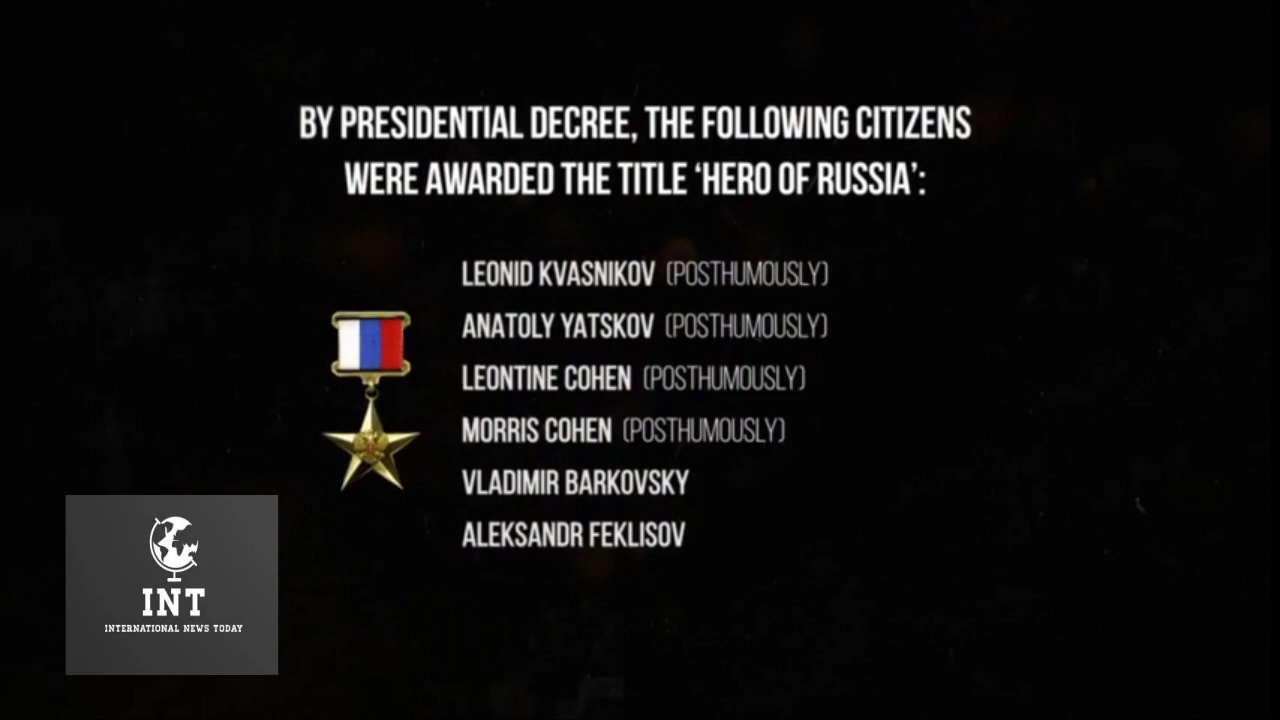 BY PRESIDENTIAL DECREE, THE FOLLOWING CITIZENS
WERE AWARDED THE TITLE ‘HERO OF RUSSIA’:
LEONID KVASNIKOV (POSTHUMOUSLY)
ANATOLY YATSKOV (POSTHUMOUSLY)
LEONTINE COHEN (POSTHUMOUSLY)
MORRIS COHEN (POSTHUMOUSLY)
VLADIMIR BARKOVSKY
ALEKSANDR FEKLISOV
INT
INTERNATIONAL NEWS TODAY